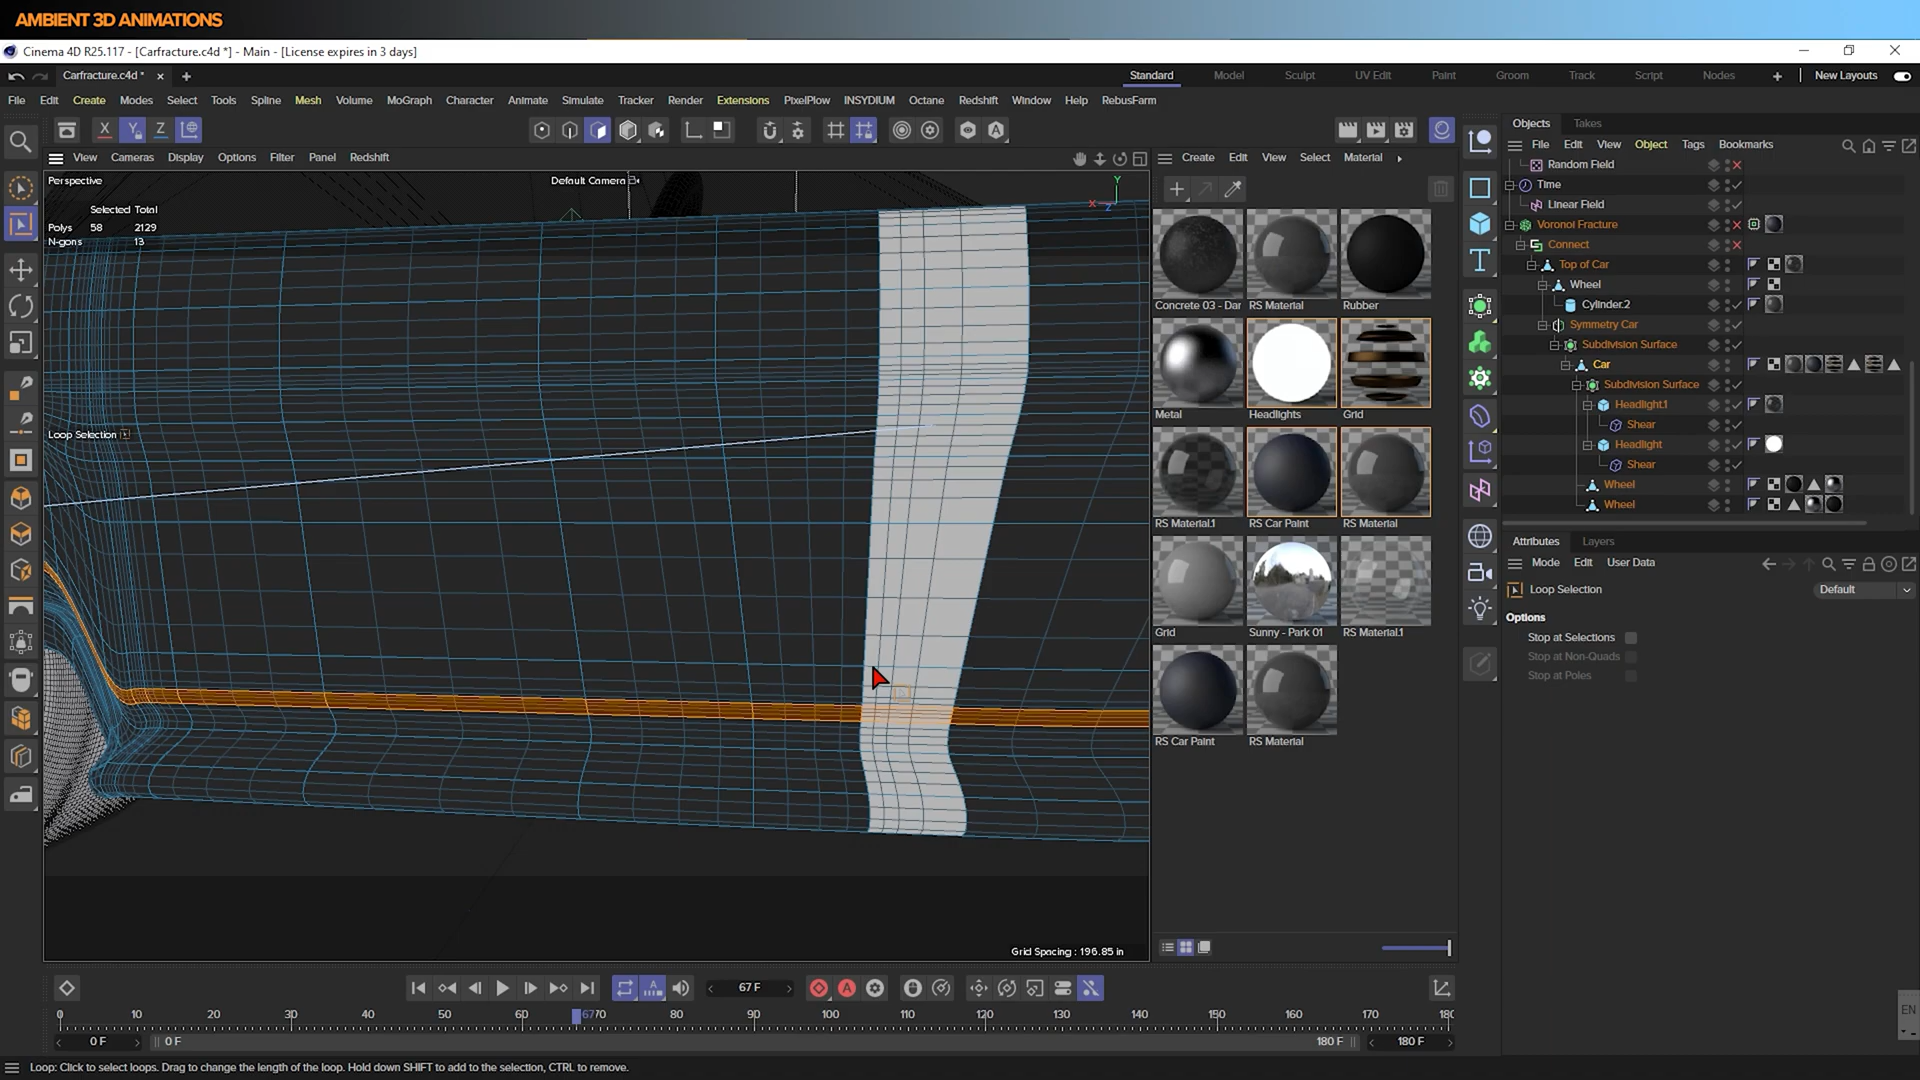 AMBIENT 3D ANIMATIONS
Cinema 4D R25.117 - [Carfracture.c4d *] - Main - [License expires in 3 days]
Carfracture.c4d *
Standard Model Sculpt UV Edit Paint Groom Track Script Nodes New Layouts
File Edit Create Modes Select Tools Spline Mesh Volume MoGraph Character Animate Simulate Tracker Render Extensions PixelPlow INSYDIUM Octane Redshift Window Help RebusFarm
X Y Z
View Cameras Display Options Filter Panel Redshift
Perspective
Default Camera
Selected Total
Polys 58 2129
N-gons 13
Loop Selection
Y
X
Z
Grid Spacing : 196.85 in
Create Edit View Select Material
Concrete 03 - Dar RS Material Rubber
Metal Headlights Grid
RS Material.1 RS Car Paint RS Material
Grid Sunny - Park 01 RS Material.1
RS Car Paint RS Material
Objects Takes
File Edit View Object Tags Bookmarks
Random Field
Time
Linear Field
Voronoi Fracture
Connect
Top of Car
Wheel
Cylinder.2
Symmetry Car
Subdivision Surface
Car
Subdivision Surface
Headlight.1
Shear
Headlight
Shear
Wheel
Wheel
Attributes Layers
Mode Edit User Data
Loop Selection Default
Options
Stop at Selections
Stop at Non-Quads
Stop at Poles
67 F
0 10 20 30 40 50 60 67 70 80 90 100 110 120 130 140 150 160 170 180
0 F 0 F 180 F 180 F
EN
Loop: Click to select loops. Drag to change the length of the loop. Hold down SHIFT to add to the selection, CTRL to remove.